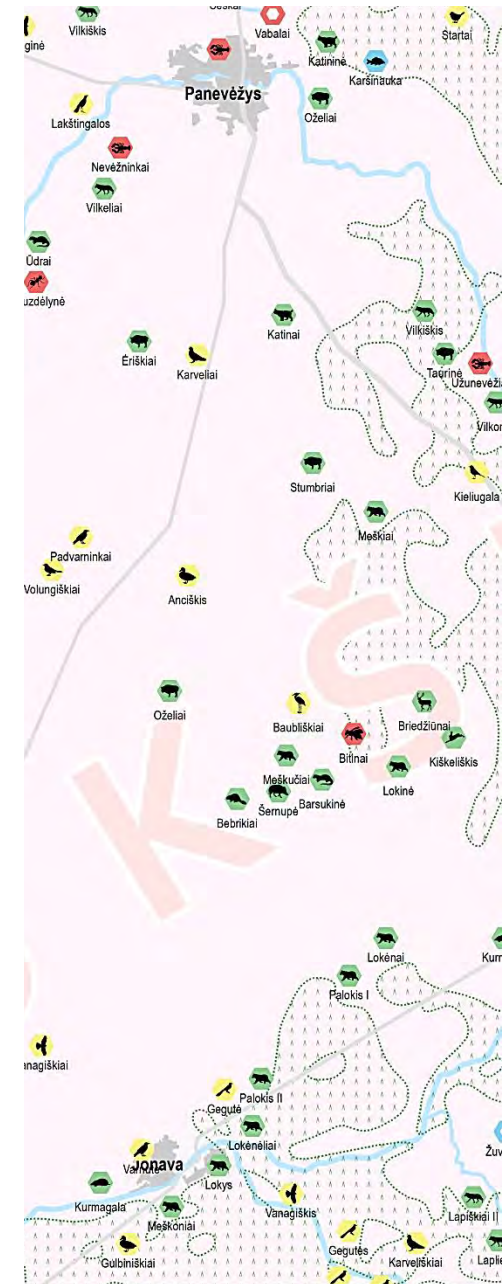 Vilkiškis
Vabalai
Startai
Katininė
Karšinauka
Panevėžys
Oželiai
Lakštingalos
Nevėžninkai
Vilkeliai
Ūdrai
Katinai
Vilkiškis
Ėriškiai
Karveliai
Taurinė
Stumbriai
Kieliugala
Meškiai
Padvarninkai
Volungiškiai
Anciškis
Š
Oželiai
Baubliškiai
Briedžiūnai
Bitinai
Kiškeliškis
Meškučiai
Lokinė
Barsukinė
Šernupė
Bebrikiai
K
Lokėnai
Palokis I
Palokis II
Gegutė
Lokėnėliai
Jonava
Lokys
Kurmagala
Vanagiškis
Lapiškiai II
Meškoniai
Gegutės
Karveliškiai
Gulbiniškiai